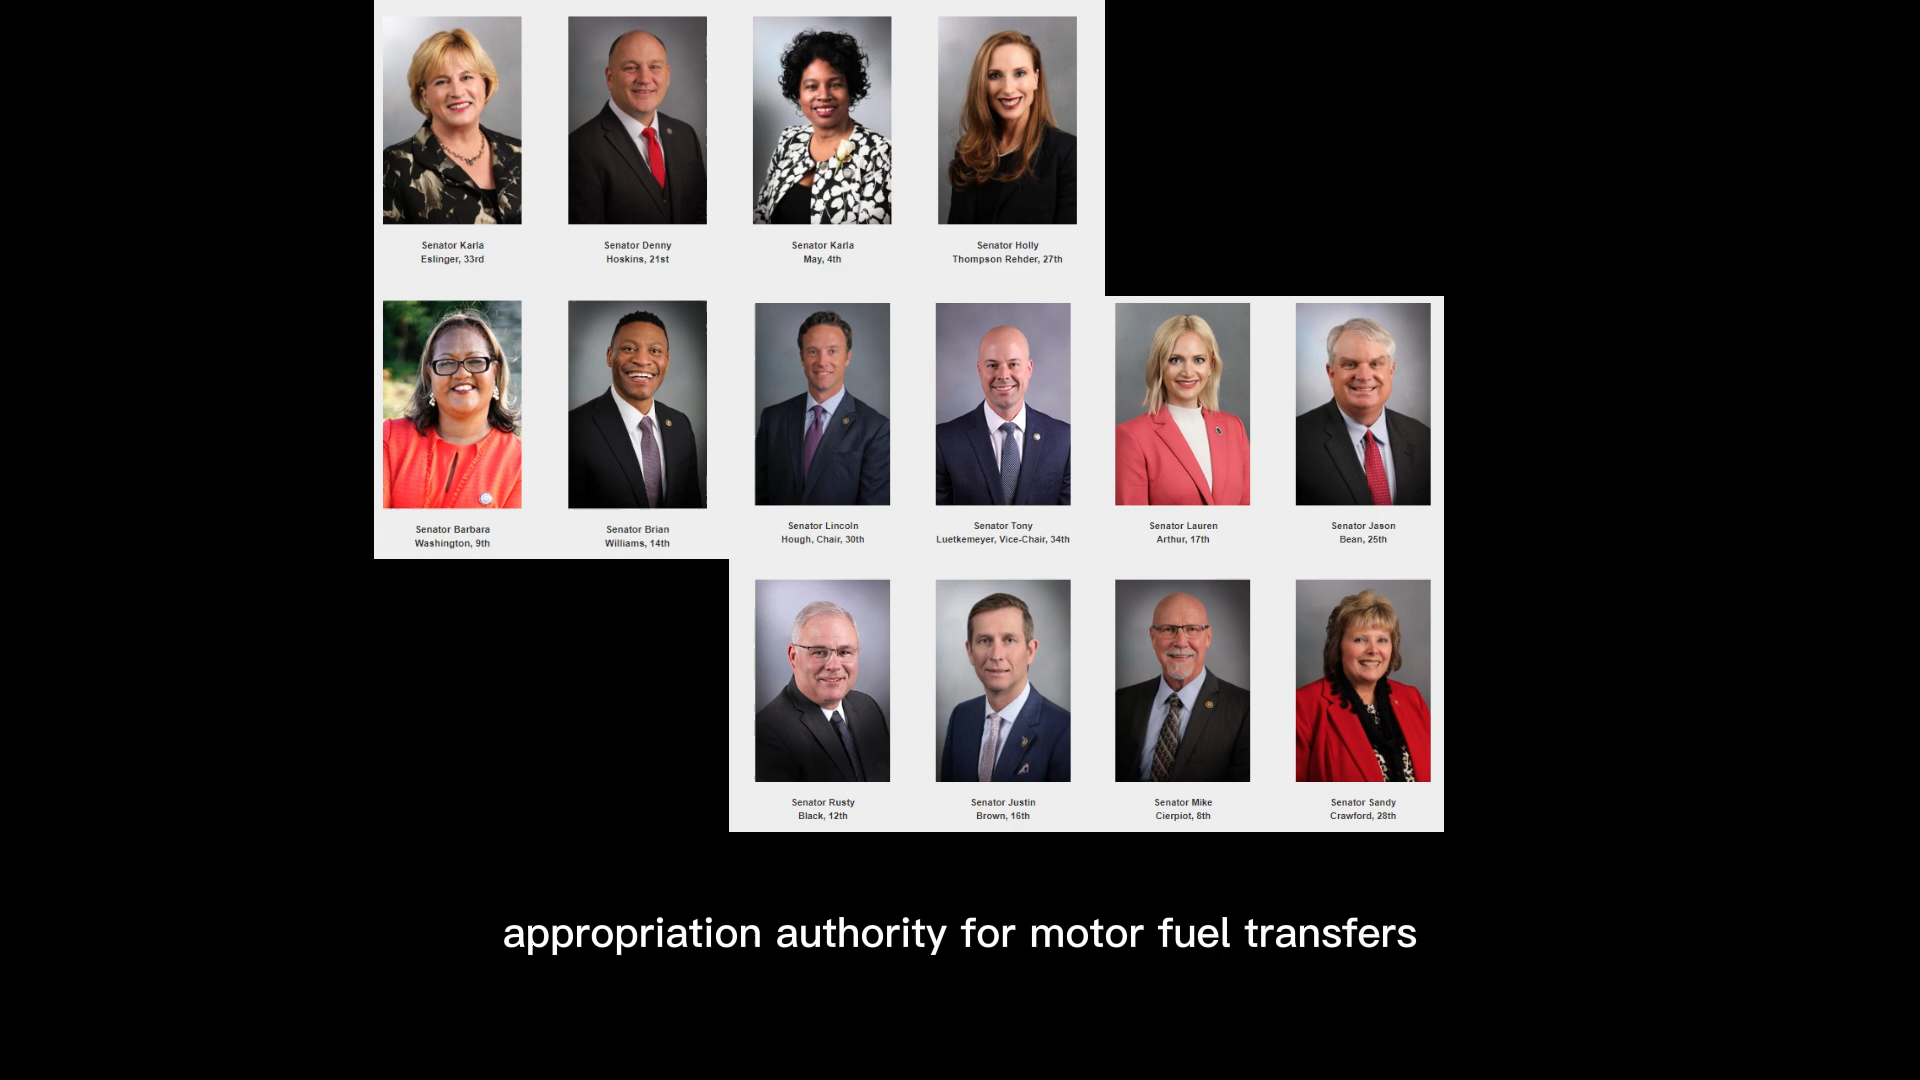 Senator Karla
Eslinger, 33rd
Senator Denny
Hoskins, 21st
Senator Karla
May, 4th
Senator Holly
Thompson Rehder, 27th
Senator Barbara
Washington, 9th
Senator Brian
Williams, 14th
Senator Lincoln
Hough, Chair, 30th
Senator Tony
Luetkemeyer, Vice-Chair, 34th
Senator Lauren
Arthur, 17th
Senator Jason
Bean, 25th
Senator Rusty
Black, 12th
Senator Justin
Brown, 16th
Senator Mike
Cierpiot, 8th
Senator Sandy
Crawford, 28th
appropriation authority for motor fuel transfers